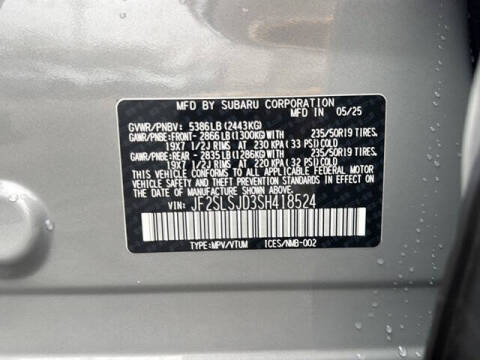 MFD BY SUBARU CORPORATION
MFD IN 05/25
GVWR/PNBV: 5386LB(2443KG)
GAWR/PNBE:FRONT- 2866LB(1300KG)WITH 235/50R19 TIRES,
19X7 1/2J RIMS AT 230 KPA(33 PSI)COLD
GAWR/PNBE:REAR - 2835LB(1286KG)WITH 235/50R19 TIRES,
19X7 1/2J RIMS AT 220 KPA(32 PSI)COLD
THIS VEHICLE CONFORMS TO ALL APPLICABLE FEDERAL MOTOR
VEHICLE SAFETY AND THEFT PREVENTION STANDARDS IN EFFECT ON
THE DATE OF MANUFACTURE SHOWN ABOVE.
VIN: JF2SLSJD3SH418524
TYPE:MPV/VTUM ICES/NMB-002